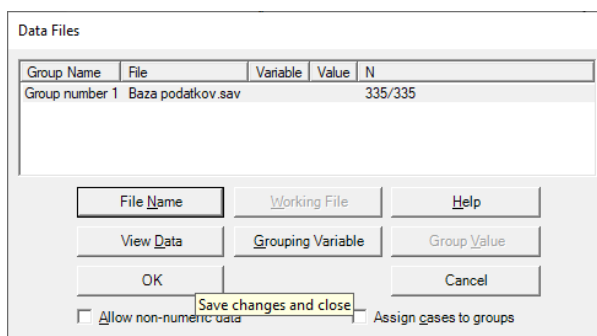 Data Files
Group Name File Variable Value N
Group number 1 Baza podatkov.sav 335/335
File Name Working File Help
View Data Grouping Variable Group Value
OK Cancel
Save changes and close
Allow non-numeric data Assign cases to groups